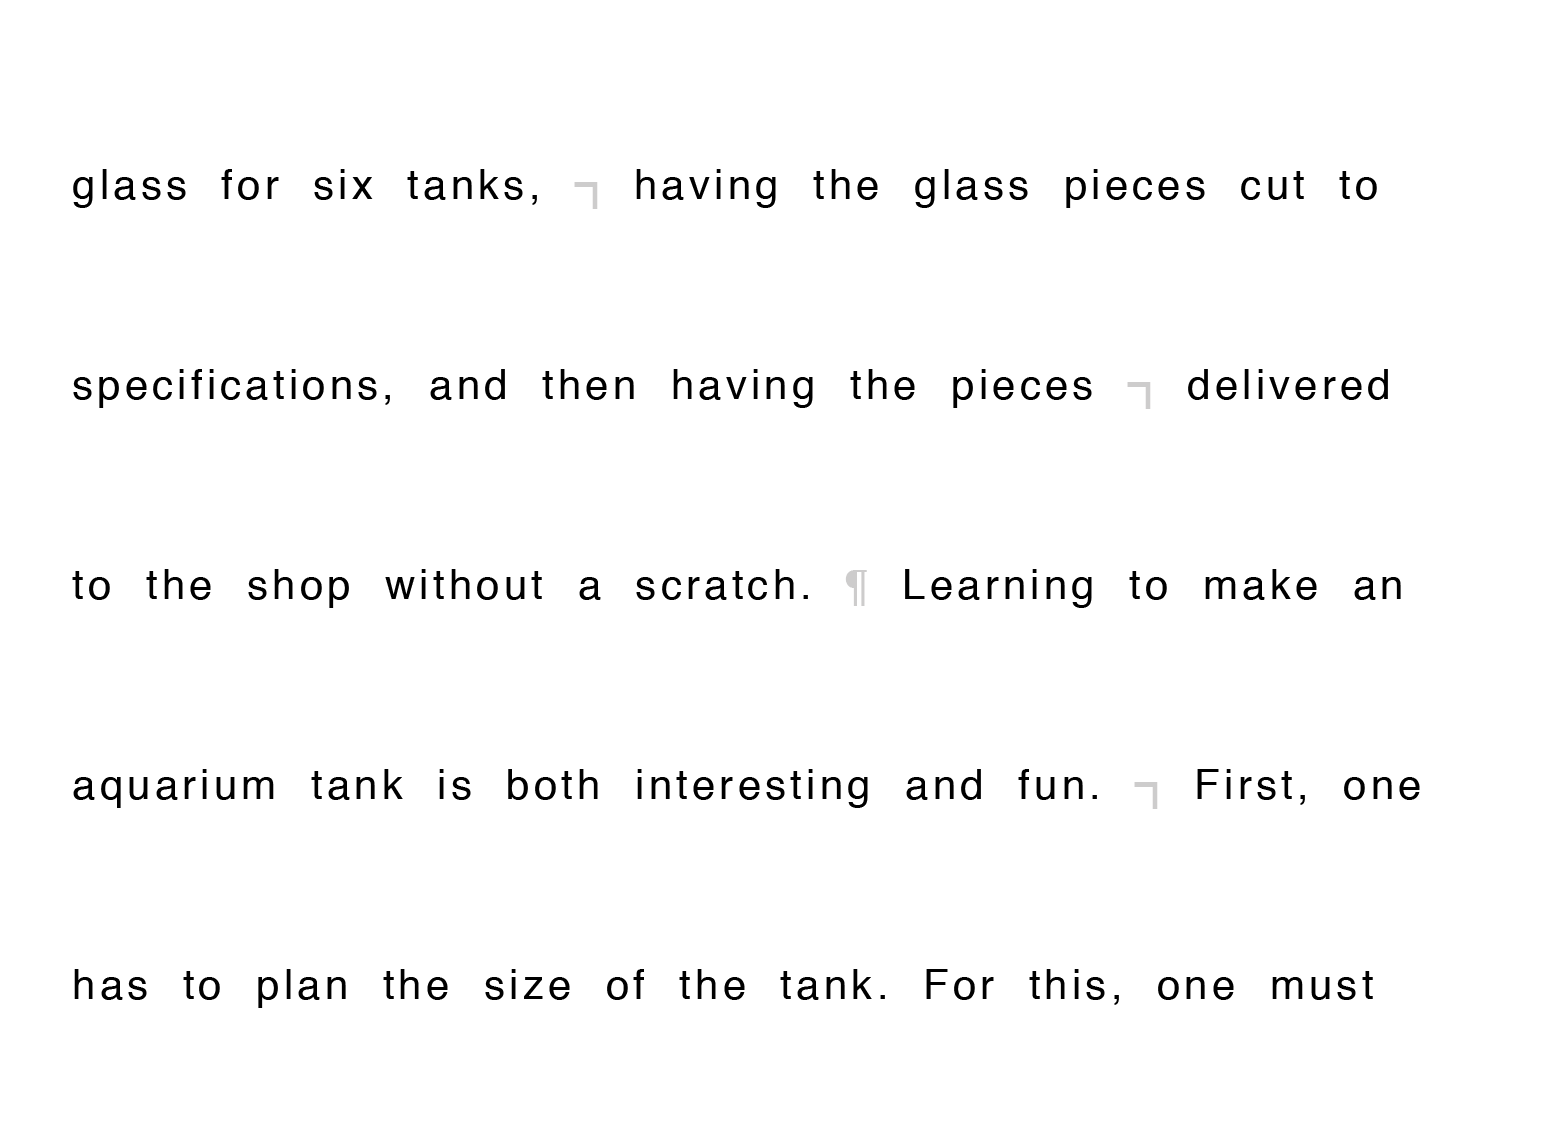 glass for six tanks, ¬ having the glass pieces cut to
specifications, and then having the pieces ¬ delivered
to the shop without a scratch. ¶ Learning to make an
aquarium tank is both interesting and fun. ¬ First, one
has to plan the size of the tank. For this, one must